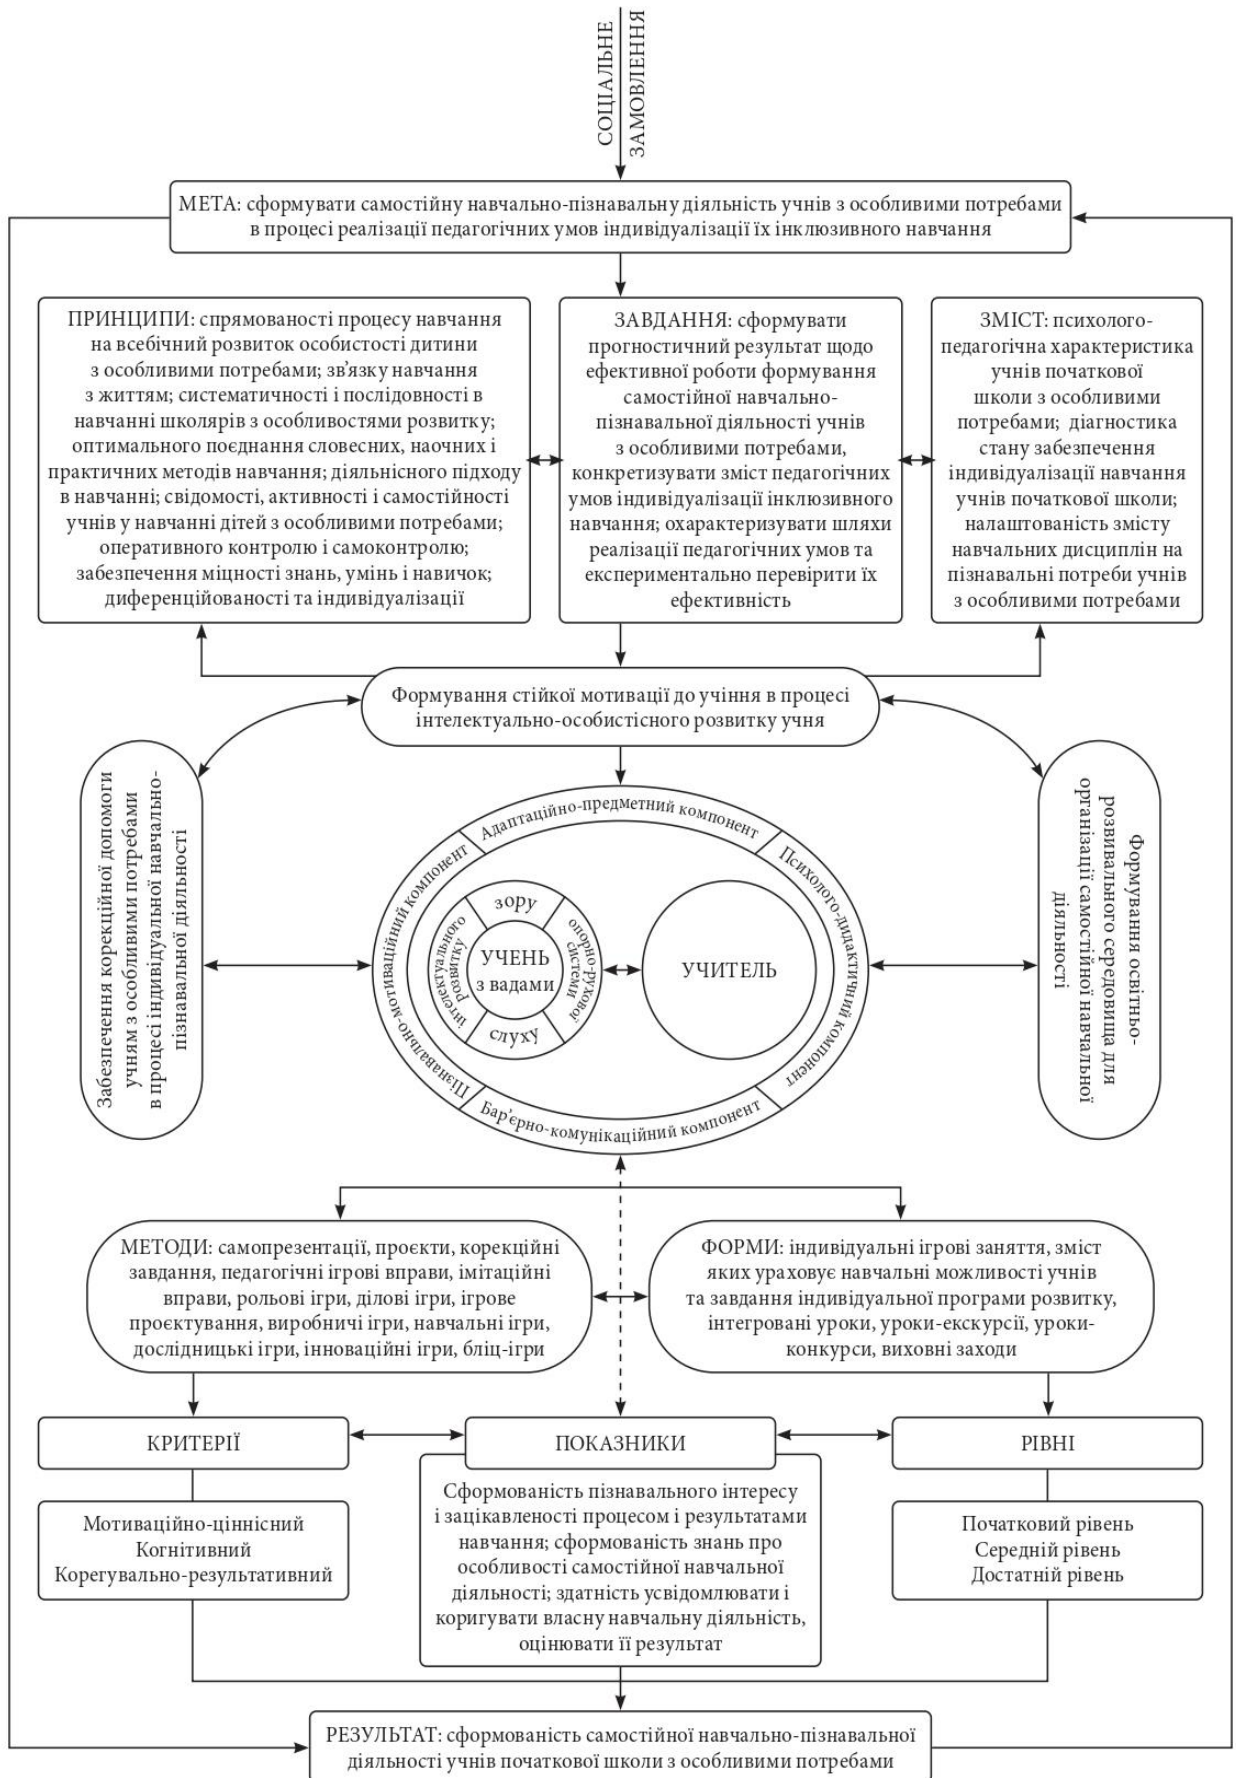 СОЦІАЛЬНЕ
ЗАМОВЛЕННЯ
МЕТА: сформувати самостійну навчально-пізнавальну діяльність учнів з особливими потребами
в процесі реалізації педагогічних умов індивідуалізації їх інклюзивного навчання
ПРИНЦИПИ: спрямованості процесу навчання
на всебічний розвиток особистості дитини
з особливими потребами; зв'язку навчання
з життям; систематичності і послідовності в
навчанні школярів з особливостями розвитку;
оптимального поєднання словесних, наочних і
практичних методів навчання; діяльнісного підходу
в навчанні; свідомості, активності і самостійності
учнів у навчанні дітей з особливими потребами;
оперативного контролю і самоконтролю;
забезпечення міцності знань, умінь і навичок;
диференційованості та індивідуалізації
ЗАВДАННЯ: сформувати
прогностичний результат щодо
ефективної роботи формування
самостійної навчально-
пізнавальної діяльності учнів
з особливими потребами,
конкретизувати зміст педагогічних
умов індивідуалізації інклюзивного
навчання; охарактеризувати шляхи
реалізації педагогічних умов та
експериментально перевірити їх
ефективність
ЗМІСТ: психолого-
педагогічна характеристика
учнів початкової
школи з особливими
потребами; діагностика
стану забезпечення
індивідуалізації навчання
учнів початкової школи;
налаштованість змісту
навчальних дисциплін на
пізнавальні потреби учнів
з особливими потребами
Формування стійкої мотивації до учіння в процесі
інтелектуально-особистісного розвитку учня
Забезпечення корекційної допомоги
учням з особливими потребами
в процесі індивідуальної навчально-
пізнавальної діяльності
Адаптаційно-предметний компонент
Пізнавально-мотиваційний компонент
Психолого-дидактичний компонент
Бар'єрно-комунікаційний компонент
зору
інтелектуального
розвитку
опорно-рухової
системи
слуху
УЧЕНЬ
з вадами
УЧИТЕЛЬ
Формування освітньо-
розвивального середовища для
організації самостійної навчальної
діяльності
МЕТОДИ: самопрезентації, проєкти, корекційні
завдання, педагогічні ігрові вправи, імітаційні
вправи, рольові ігри, ділові ігри, ігрове
проєктування, виробничі ігри, навчальні ігри,
дослідницькі ігри, інноваційні ігри, бліц-ігри
ФОРМИ: індивідуальні ігрові заняття, зміст
яких ураховує навчальні можливості учнів
та завдання індивідуальної програми розвитку,
інтегровані уроки, уроки-екскурсії, уроки-
конкурси, виховні заходи
КРИТЕРІЇ
ПОКАЗНИКИ
РІВНІ
Мотиваційно-ціннісний
Когнітивний
Корегувально-результативний
Сформованість пізнавального інтересу
і зацікавленості процесом і результатами
навчання; сформованість знань про
особливості самостійної навчальної
діяльності; здатність усвідомлювати і
коригувати власну навчальну діяльність,
оцінювати її результат
Початковий рівень
Середній рівень
Достатній рівень
РЕЗУЛЬТАТ: сформованість самостійної навчально-пізнавальної
діяльності учнів початкової школи з особливими потребами